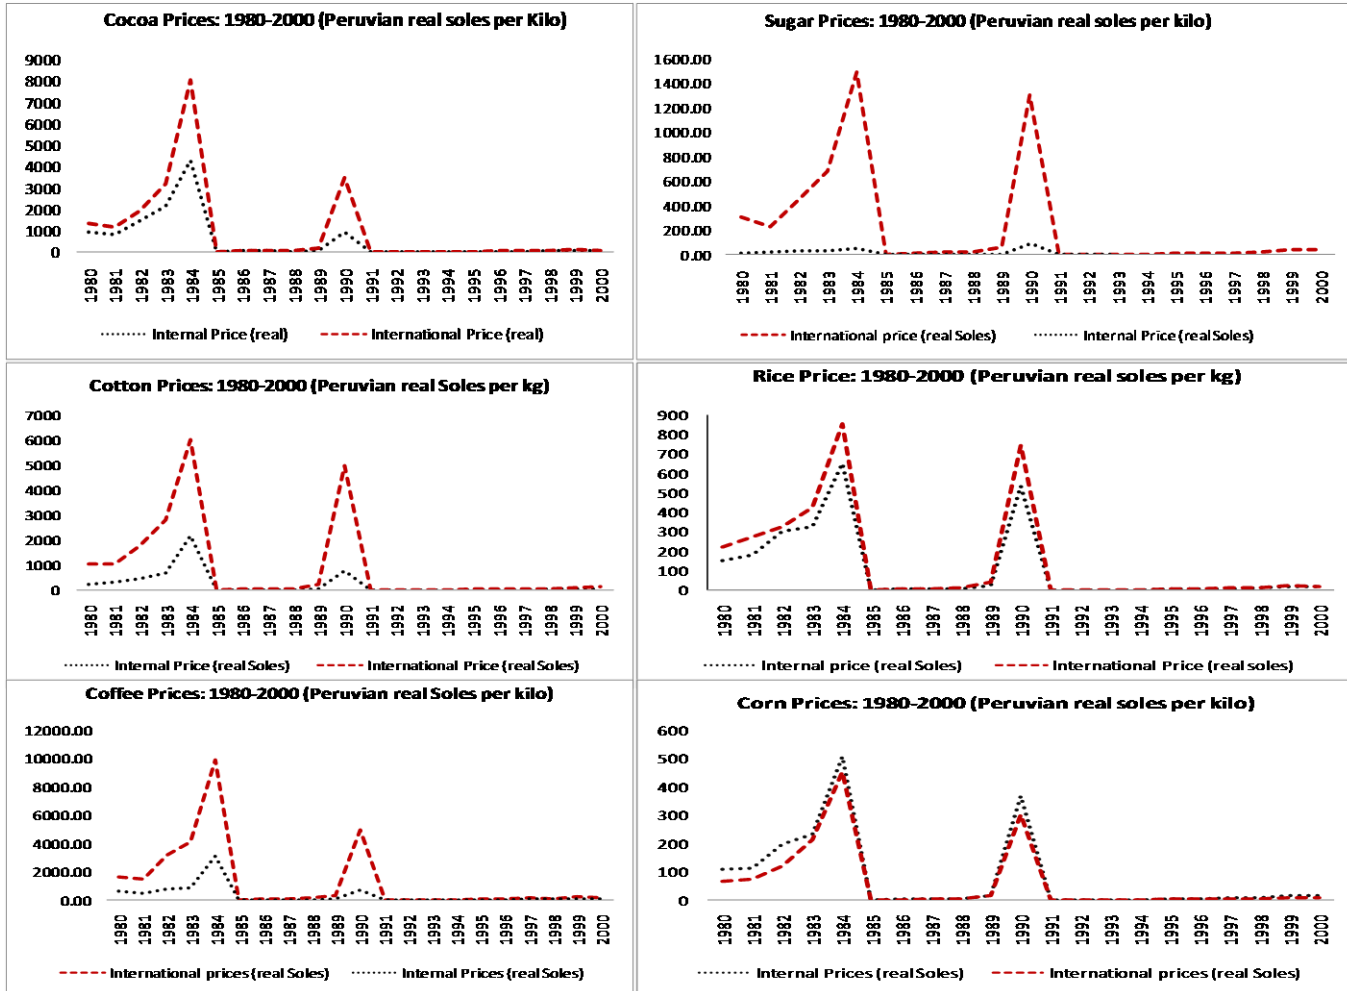 Cocoa Prices: 1980-2000 (Peruvian real soles per Kilo)
9000
8000
7000
6000
5000
4000
3000
2000
1000
0
1980 1981 1982 1983 1984 1985 1986 1987 1988 1989 1990 1991 1992 1993 1994 1995 1996 1997 1998 1999 2000
Internal Price (real) International Price (real)
Sugar Prices: 1980-2000 (Peruvian real soles per kilo)
1600.00
1400.00
1200.00
1000.00
800.00
600.00
400.00
200.00
0.00
1980 1981 1982 1983 1984 1985 1986 1987 1988 1989 1990 1991 1992 1993 1994 1995 1996 1997 1998 1999 2000
International price (real Soles) Internal Price (real Soles)
Cotton Prices: 1980-2000 (Peruvian real Soles per kg)
7000
6000
5000
4000
3000
2000
1000
0
1980 1981 1982 1983 1984 1985 1986 1987 1988 1989 1990 1991 1992 1993 1994 1995 1996 1997 1998 1999 2000
Internal Price (real Soles) International Price (real Soles)
Rice Price: 1980-2000 (Peruvian real soles per kg)
900
800
700
600
500
400
300
200
100
0
1980 1981 1982 1983 1984 1985 1986 1987 1988 1989 1990 1991 1992 1993 1994 1995 1996 1997 1998 1999 2000
Internal price (real Soles) International Price (real soles)
Coffee Prices: 1980-2000 (Peruvian real Soles per kilo)
12000.00
10000.00
8000.00
6000.00
4000.00
2000.00
0.00
1980 1981 1982 1983 1984 1985 1986 1987 1988 1989 1990 1991 1992 1993 1994 1995 1996 1997 1998 1999 2000
International prices (real Soles) Internal Prices (real Soles)
Corn Prices: 1980-2000 (Peruvian real soles per kilo)
600
500
400
300
200
100
0
1980 1981 1982 1983 1984 1985 1986 1987 1988 1989 1990 1991 1992 1993 1994 1995 1996 1997 1998 1999 2000
Internal Prices (real Soles) International prices (real Soles)